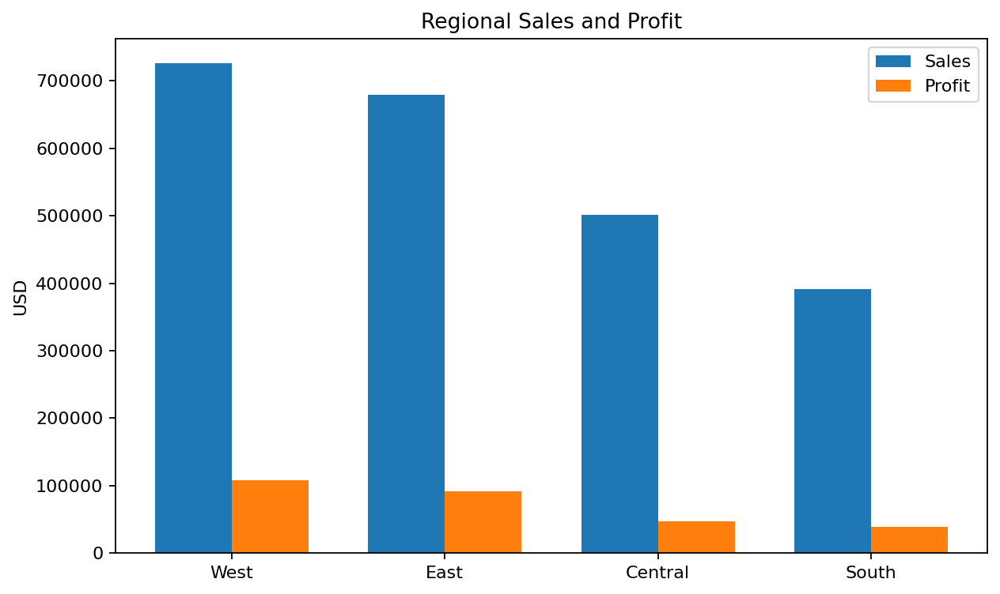 Regional Sales and Profit
Sales
Profit
USD
700000
600000
500000
400000
300000
200000
100000
0
West
East
Central
South